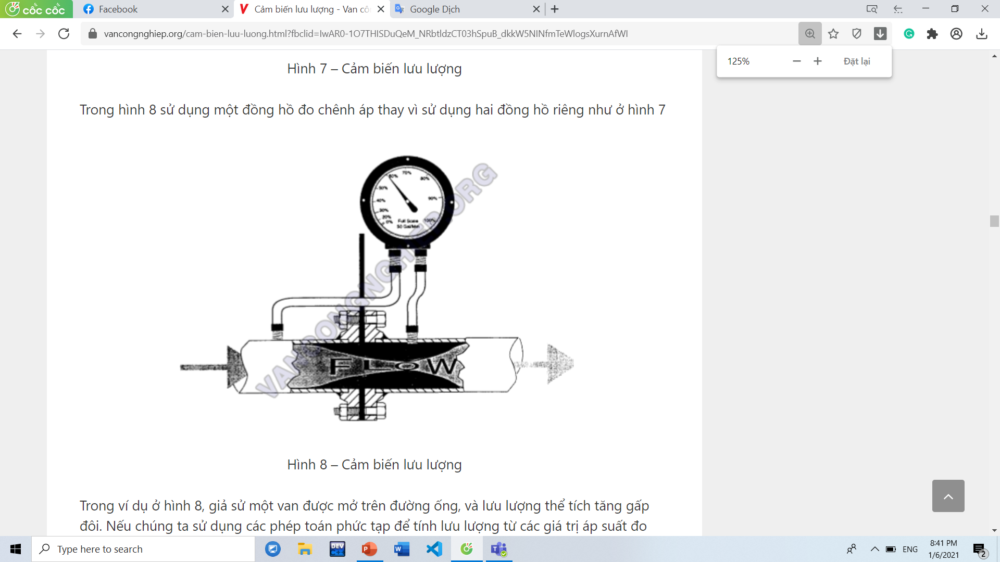 cốc cốc
Facebook
Cảm biến lưu lượng - Van cô
Google Dịch
vancongnghiep.org/cam-bien-luu-luong.html?fbclid=IwAR0-1O7THISDuQeM_NRbtldzCT03hSpuB_dkkW5NINfmTeWlogsXurnAfWI
125%
Đặt lại
Hình 7 – Cảm biến lưu lượng
Trong hình 8 sử dụng một đồng hồ đo chênh áp thay vì sử dụng hai đồng hồ riêng như ở hình 7
70%
60%
80%
50%
90%
40%
30%
20%
0%
100%
Full Scale
50 Gal/Min
VANCONGNGHIEP.ORG
FLOW
Hình 8 – Cảm biến lưu lượng
Trong ví dụ ở hình 8, giả sử một van được mở trên đường ống, và lưu lượng thể tích tăng gấp
đôi. Nếu chúng ta sử dụng các phép toán phức tạp để tính lưu lượng từ các giá trị áp suất đo
Type here to search
DEV
C++
P
W
T
ENG
8:41 PM
1/6/2021
2